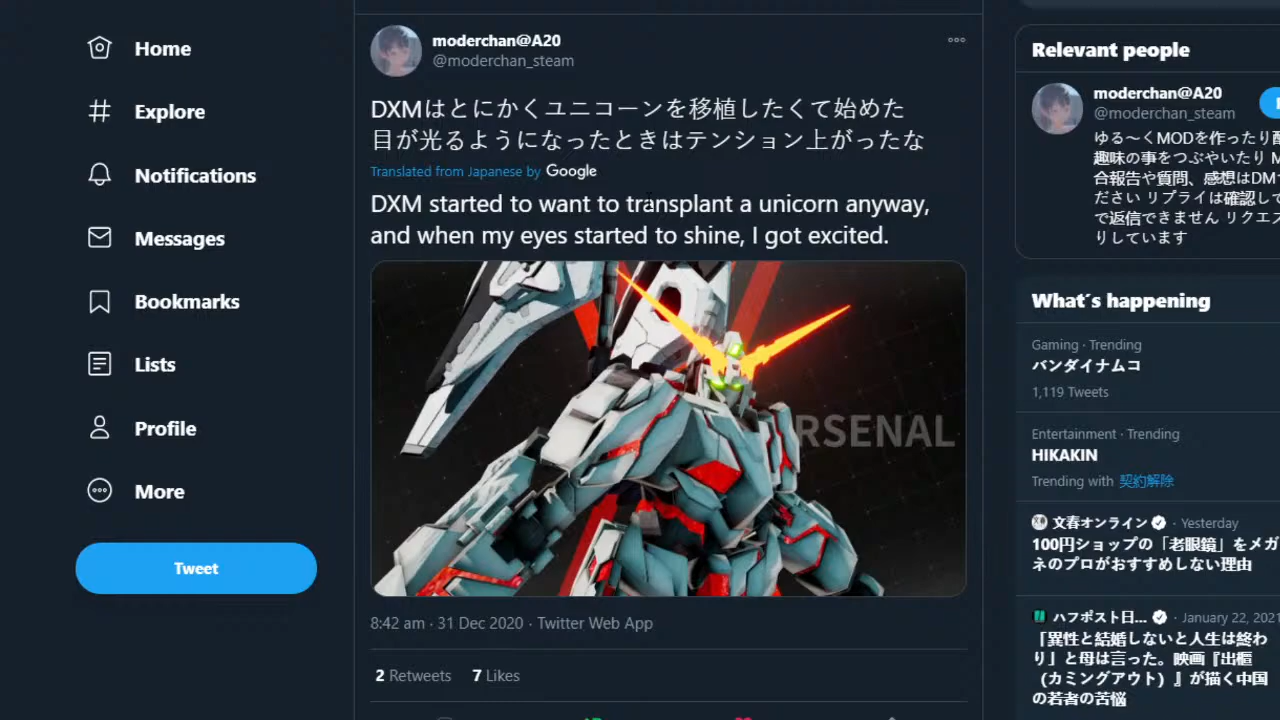 Home
Explore
Notifications
Messages
Bookmarks
Lists
Profile
More
Tweet
moderchan@A20
@moderchan_steam
DXMはとにかくユニコーンを移植したくて始めた
目が光るようになったときはテンション上がったな
Translated from Japanese by Google
DXM started to want to transplant a unicorn anyway,
and when my eyes started to shine, I got excited.
RSENAL
8:42 am · 31 Dec 2020 · Twitter Web App
2 Retweets 7 Likes
Relevant people
moderchan@A20
@moderchan_steam
ゆる〜くMODを作ったり
趣味の事をつぶやいたり M
合報告や質問、感想はDMで
ださい リプライは確認して
で返信できません リクエス
りしています
What's happening
Gaming · Trending
バンダイナムコ
1,119 Tweets
Entertainment · Trending
HIKAKIN
Trending with 契約解除
文春オンライン · Yesterday
100円ショップの「老眼鏡」をメガ
ネのプロがおすすめしない理由
ハフポスト日... · January 22, 2021
「異性と結婚しないと人生は終わ
り」と母は言った。映画『出櫃
（カミングアウト）』が描く中国
の若者の苦悩